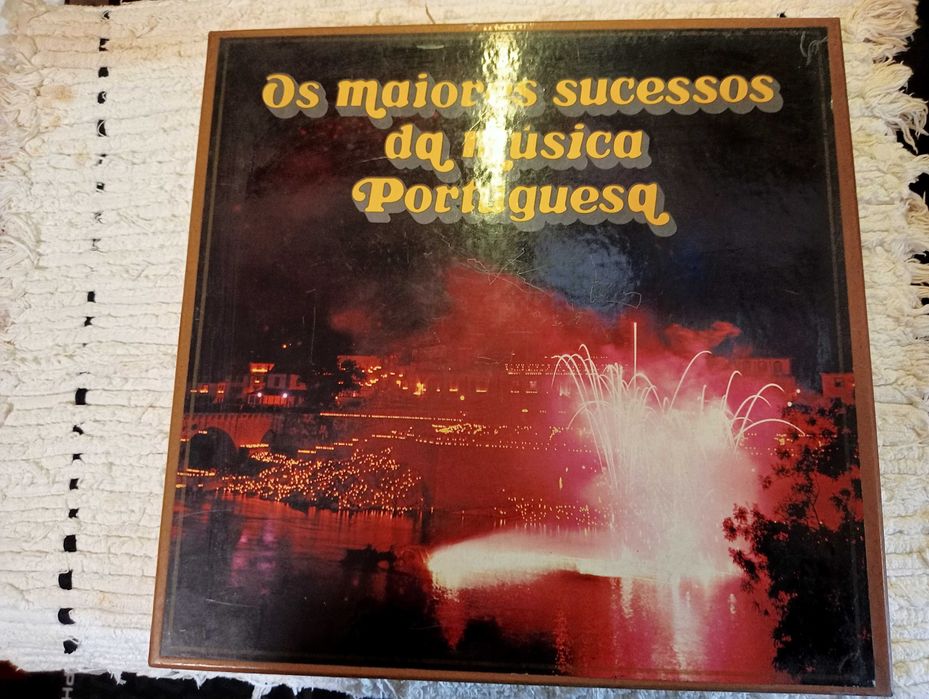 Os maiores sucessos
da música
Portuguesa